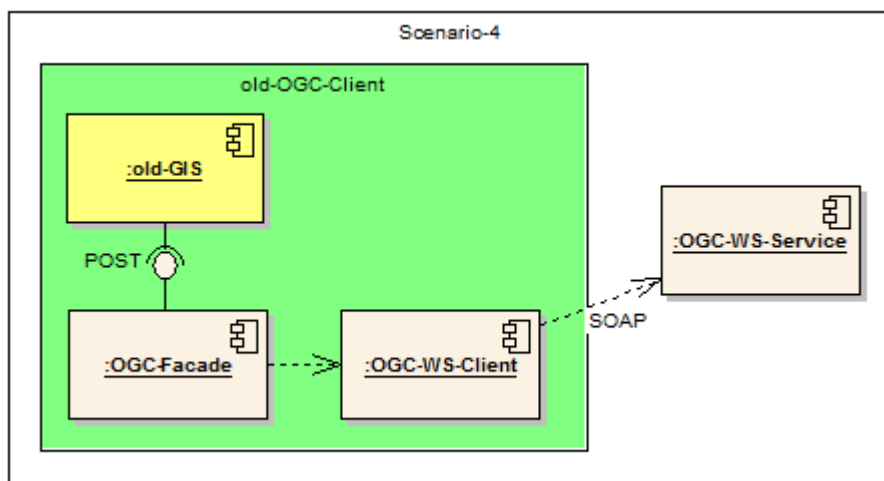 Scenario-4
old-OGC-Client
:old-GIS
POST
:OGC-WS-Service
SOAP
:OGC-Facade
:OGC-WS-Client